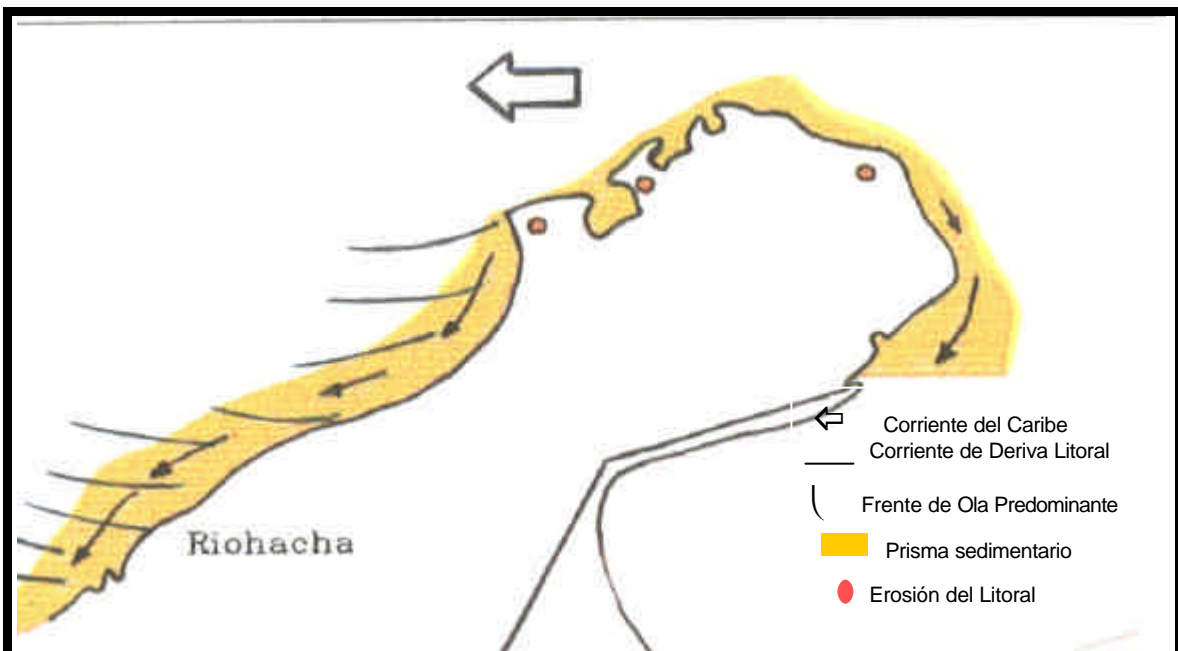 Riohacha
Corriente del Caribe
Corriente de Deriva Litoral
Frente de Ola Predominante
Prisma sedimentario
Erosión del Litoral